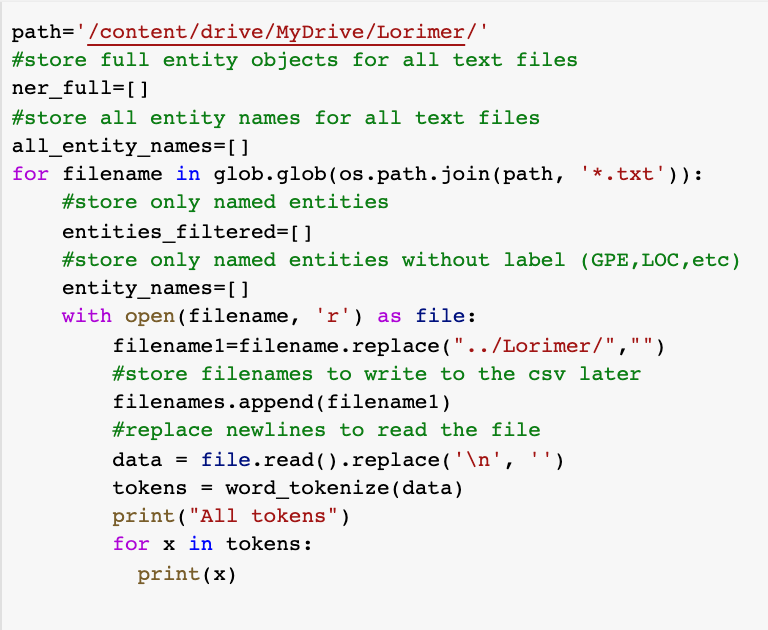 path='/content/drive/MyDrive/Lorimer/'
#store full entity objects for all text files
ner_full=[]
#store all entity names for all text files
all_entity_names=[]
for filename in glob.glob(os.path.join(path, '*.txt')):
    #store only named entities
    entities_filtered=[]
    #store only named entities without label (GPE,LOC,etc)
    entity_names=[]
    with open(filename, 'r') as file:
        filename1=filename.replace("../Lorimer/","")
        #store filenames to write to the csv later
        filenames.append(filename1)
        #replace newlines to read the file
        data = file.read().replace('\n', '')
        tokens = word_tokenize(data)
        print("All tokens")
        for x in tokens:
          print(x)